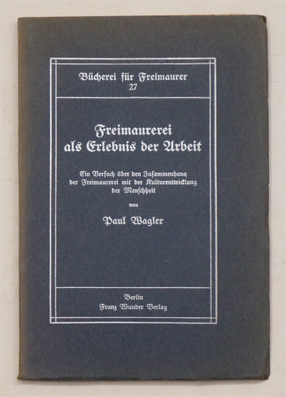 Bücherei für Freimaurer
27
Freimaurerei
als Erlebnis der Arbeit
Ein Versuch über den Zusammenhang
der Freimaurerei mit der Kulturentwicklung
der Menschheit
von
Paul Wagler
Berlin
Franz Wunder Verlag